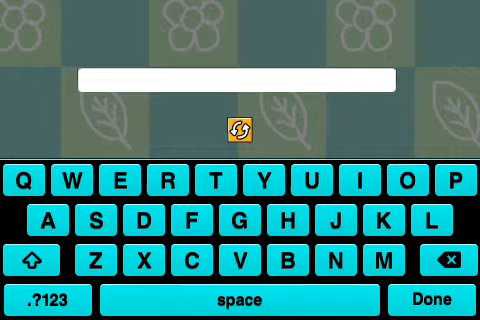 Q W E R T Y U I O P
A S D F G H J K L
Z X C V B N M
.?123 space Done